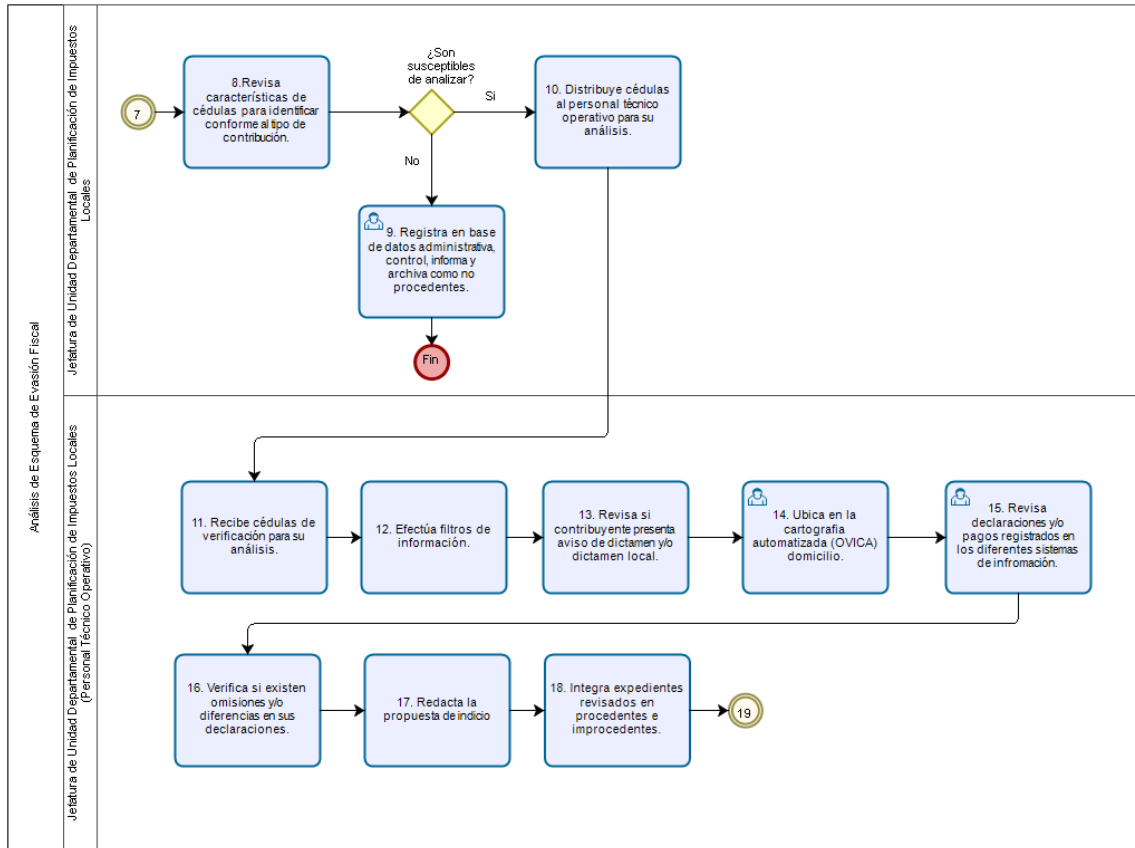 Análisis de Esquema de Evasión Fiscal
Jefatura de Unidad Departamental de Planificación de Impuestos
Locales
7
8.Revisa
características de
cédulas para identificar
conforme al tipo de
contribución.
¿Son
susceptibles
de analizar?
Si
No
10. Distribuye cédulas
al personal técnico
operativo para su
análisis.
9. Registra en base
de datos administrativa,
control, informa y
archiva como no
procedentes.
Fin
Jefatura de Unidad Departamental de Planificación de Impuestos Locales
(Personal Técnico Operativo)
11. Recibe cédulas de
verificación para su
análisis.
12. Efectúa filtros de
información.
13. Revisa si
contribuyente presenta
aviso de dictamen y/o
dictamen local.
14. Ubica en la
cartografia
automatizada (OVICA)
domicilio.
15. Revisa
declaraciones y/o
pagos registrados en
los diferentes sistemas
de infromación.
16. Verifica si existen
omisiones y/o
diferencias en sus
declaraciones.
17. Redacta la
propuesta de indicio
18. Integra expedientes
revisados en
procedentes e
improcedentes.
19